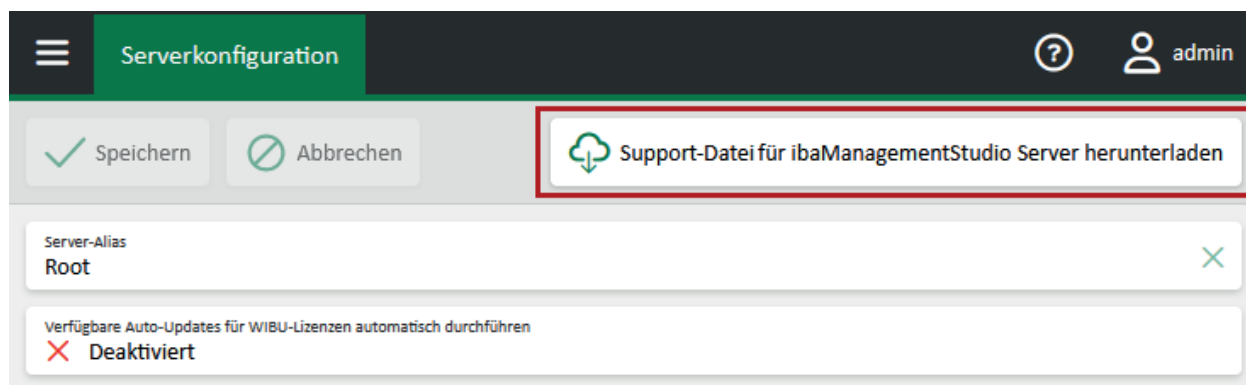 Serverkonfiguration
admin
Speichern
Abbrechen
Support-Datei für ibaManagementStudio Server herunterladen
Server-Alias
Root
Verfügbare Auto-Updates für WIBU-Lizenzen automatisch durchführen
Deaktiviert